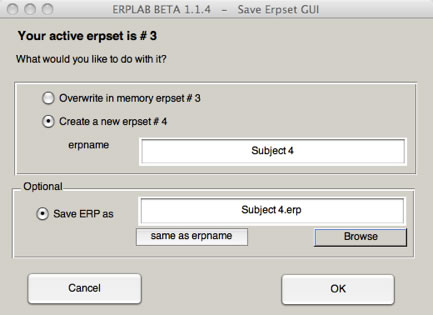 ERPLAB BETA 1.1.4 - Save Erpset GUI
Your active erpset is # 3
What would you like to do with it?
Overwrite in memory erpset # 3
Create a new erpset # 4
erpname
Subject 4
Optional
Save ERP as
Subject 4.erp
same as erpname
Browse
Cancel
OK